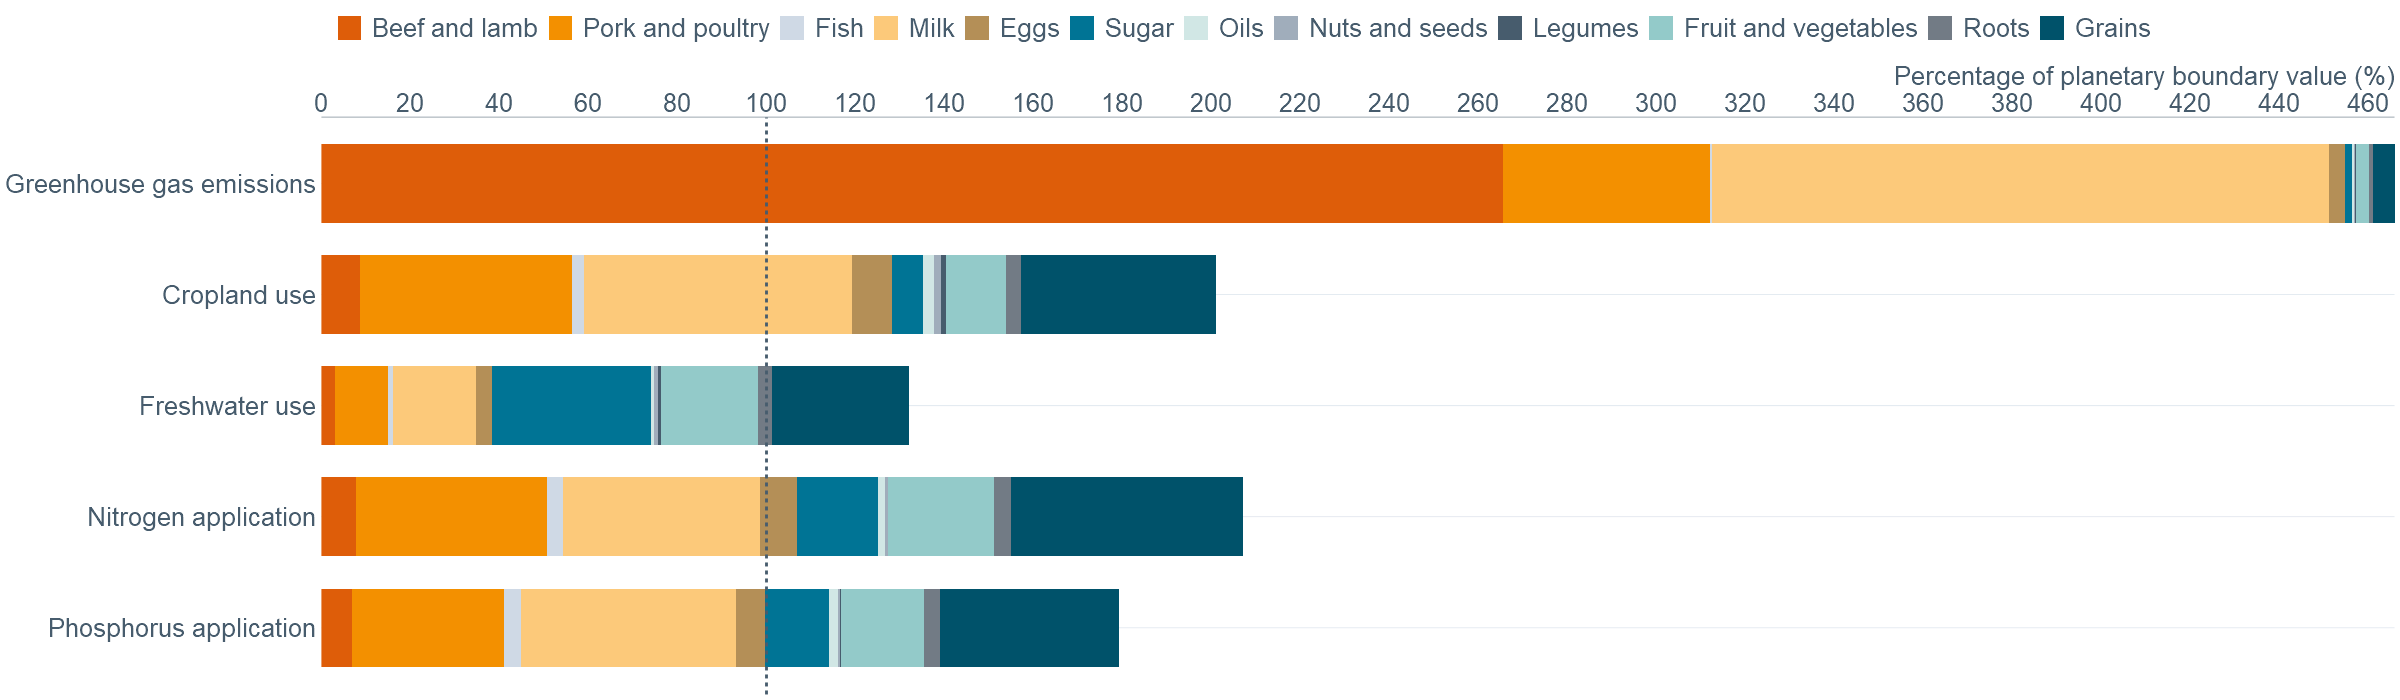 Beef and lamb Pork and poultry Fish Milk Eggs Sugar Oils Nuts and seeds Legumes Fruit and vegetables Roots Grains
Percentage of planetary boundary value (%)
0 20 40 60 80 100 120 140 160 180 200 220 240 260 280 300 320 340 360 380 400 420 440 460
Greenhouse gas emissions
Cropland use
Freshwater use
Nitrogen application
Phosphorus application